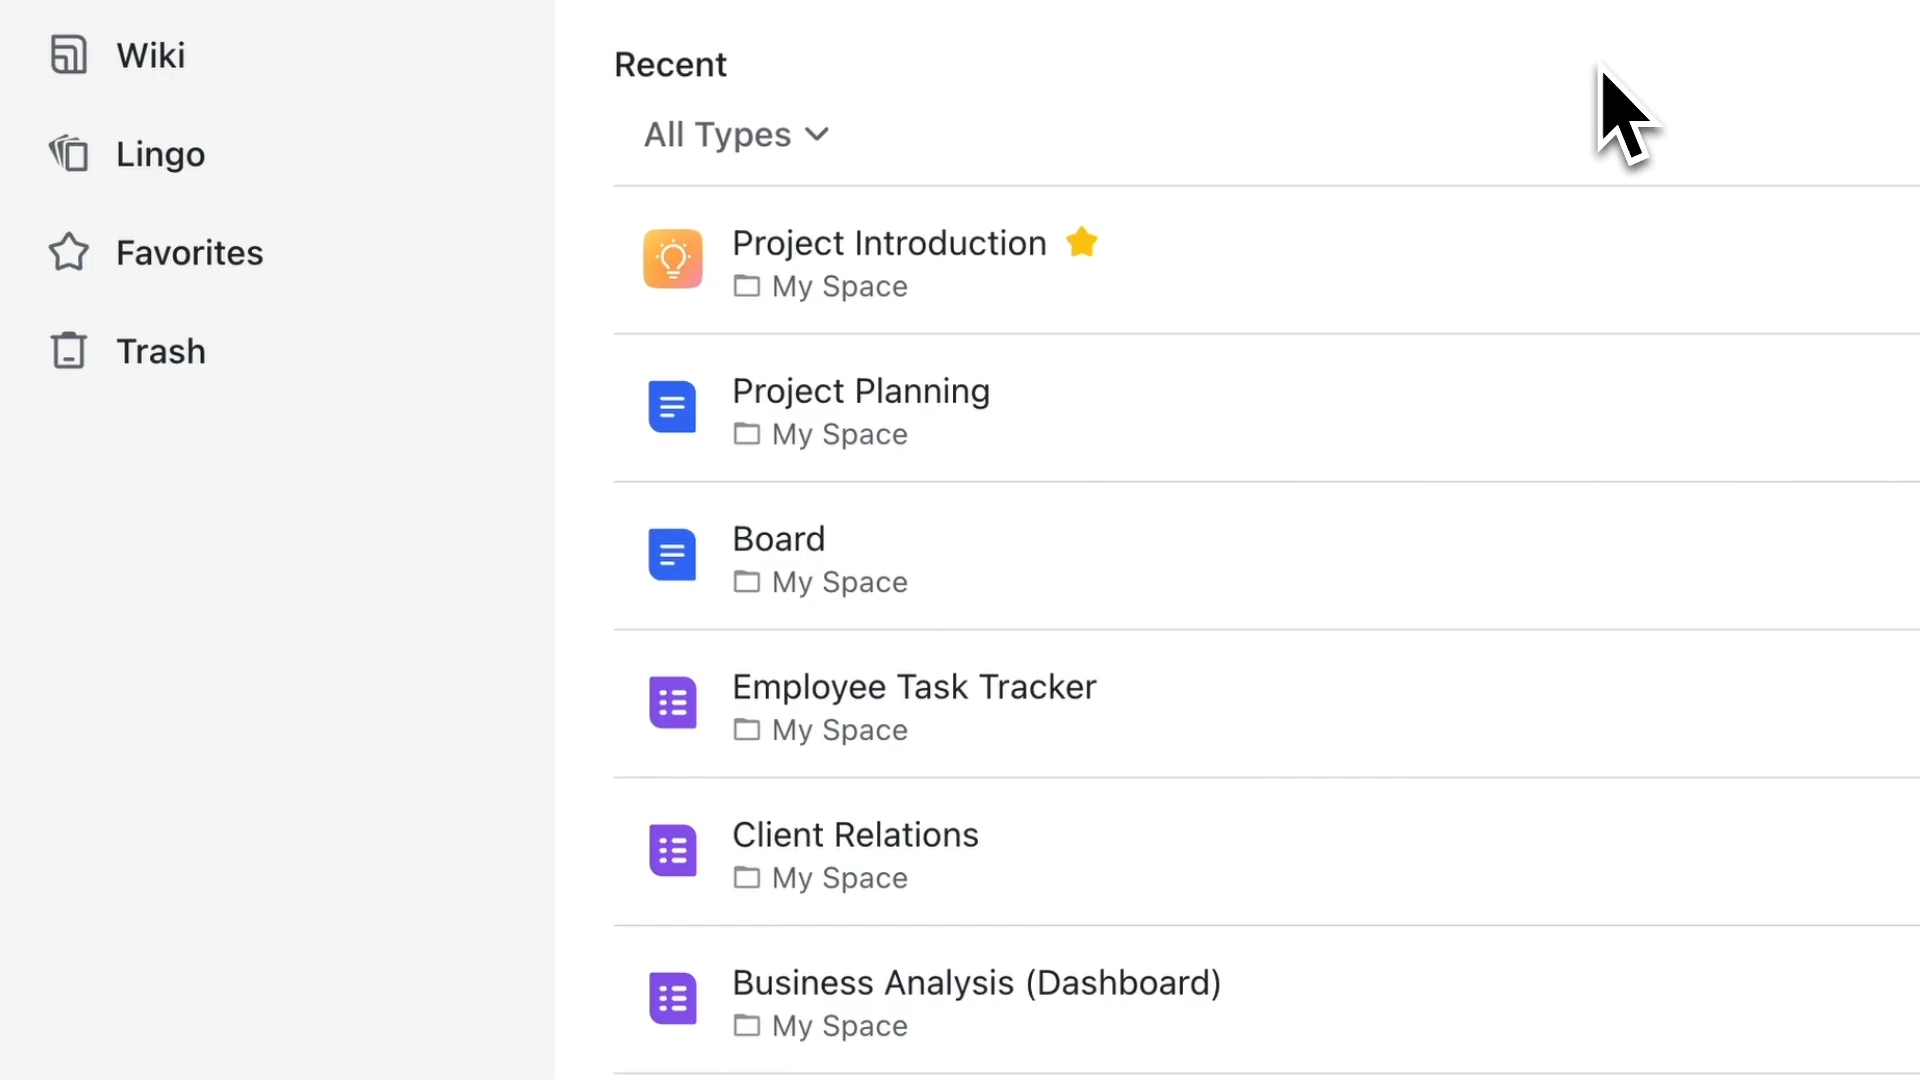 Wiki
Lingo
Favorites
Trash
Recent
All Types
Project Introduction
My Space
Project Planning
My Space
Board
My Space
Employee Task Tracker
My Space
Client Relations
My Space
Business Analysis (Dashboard)
My Space